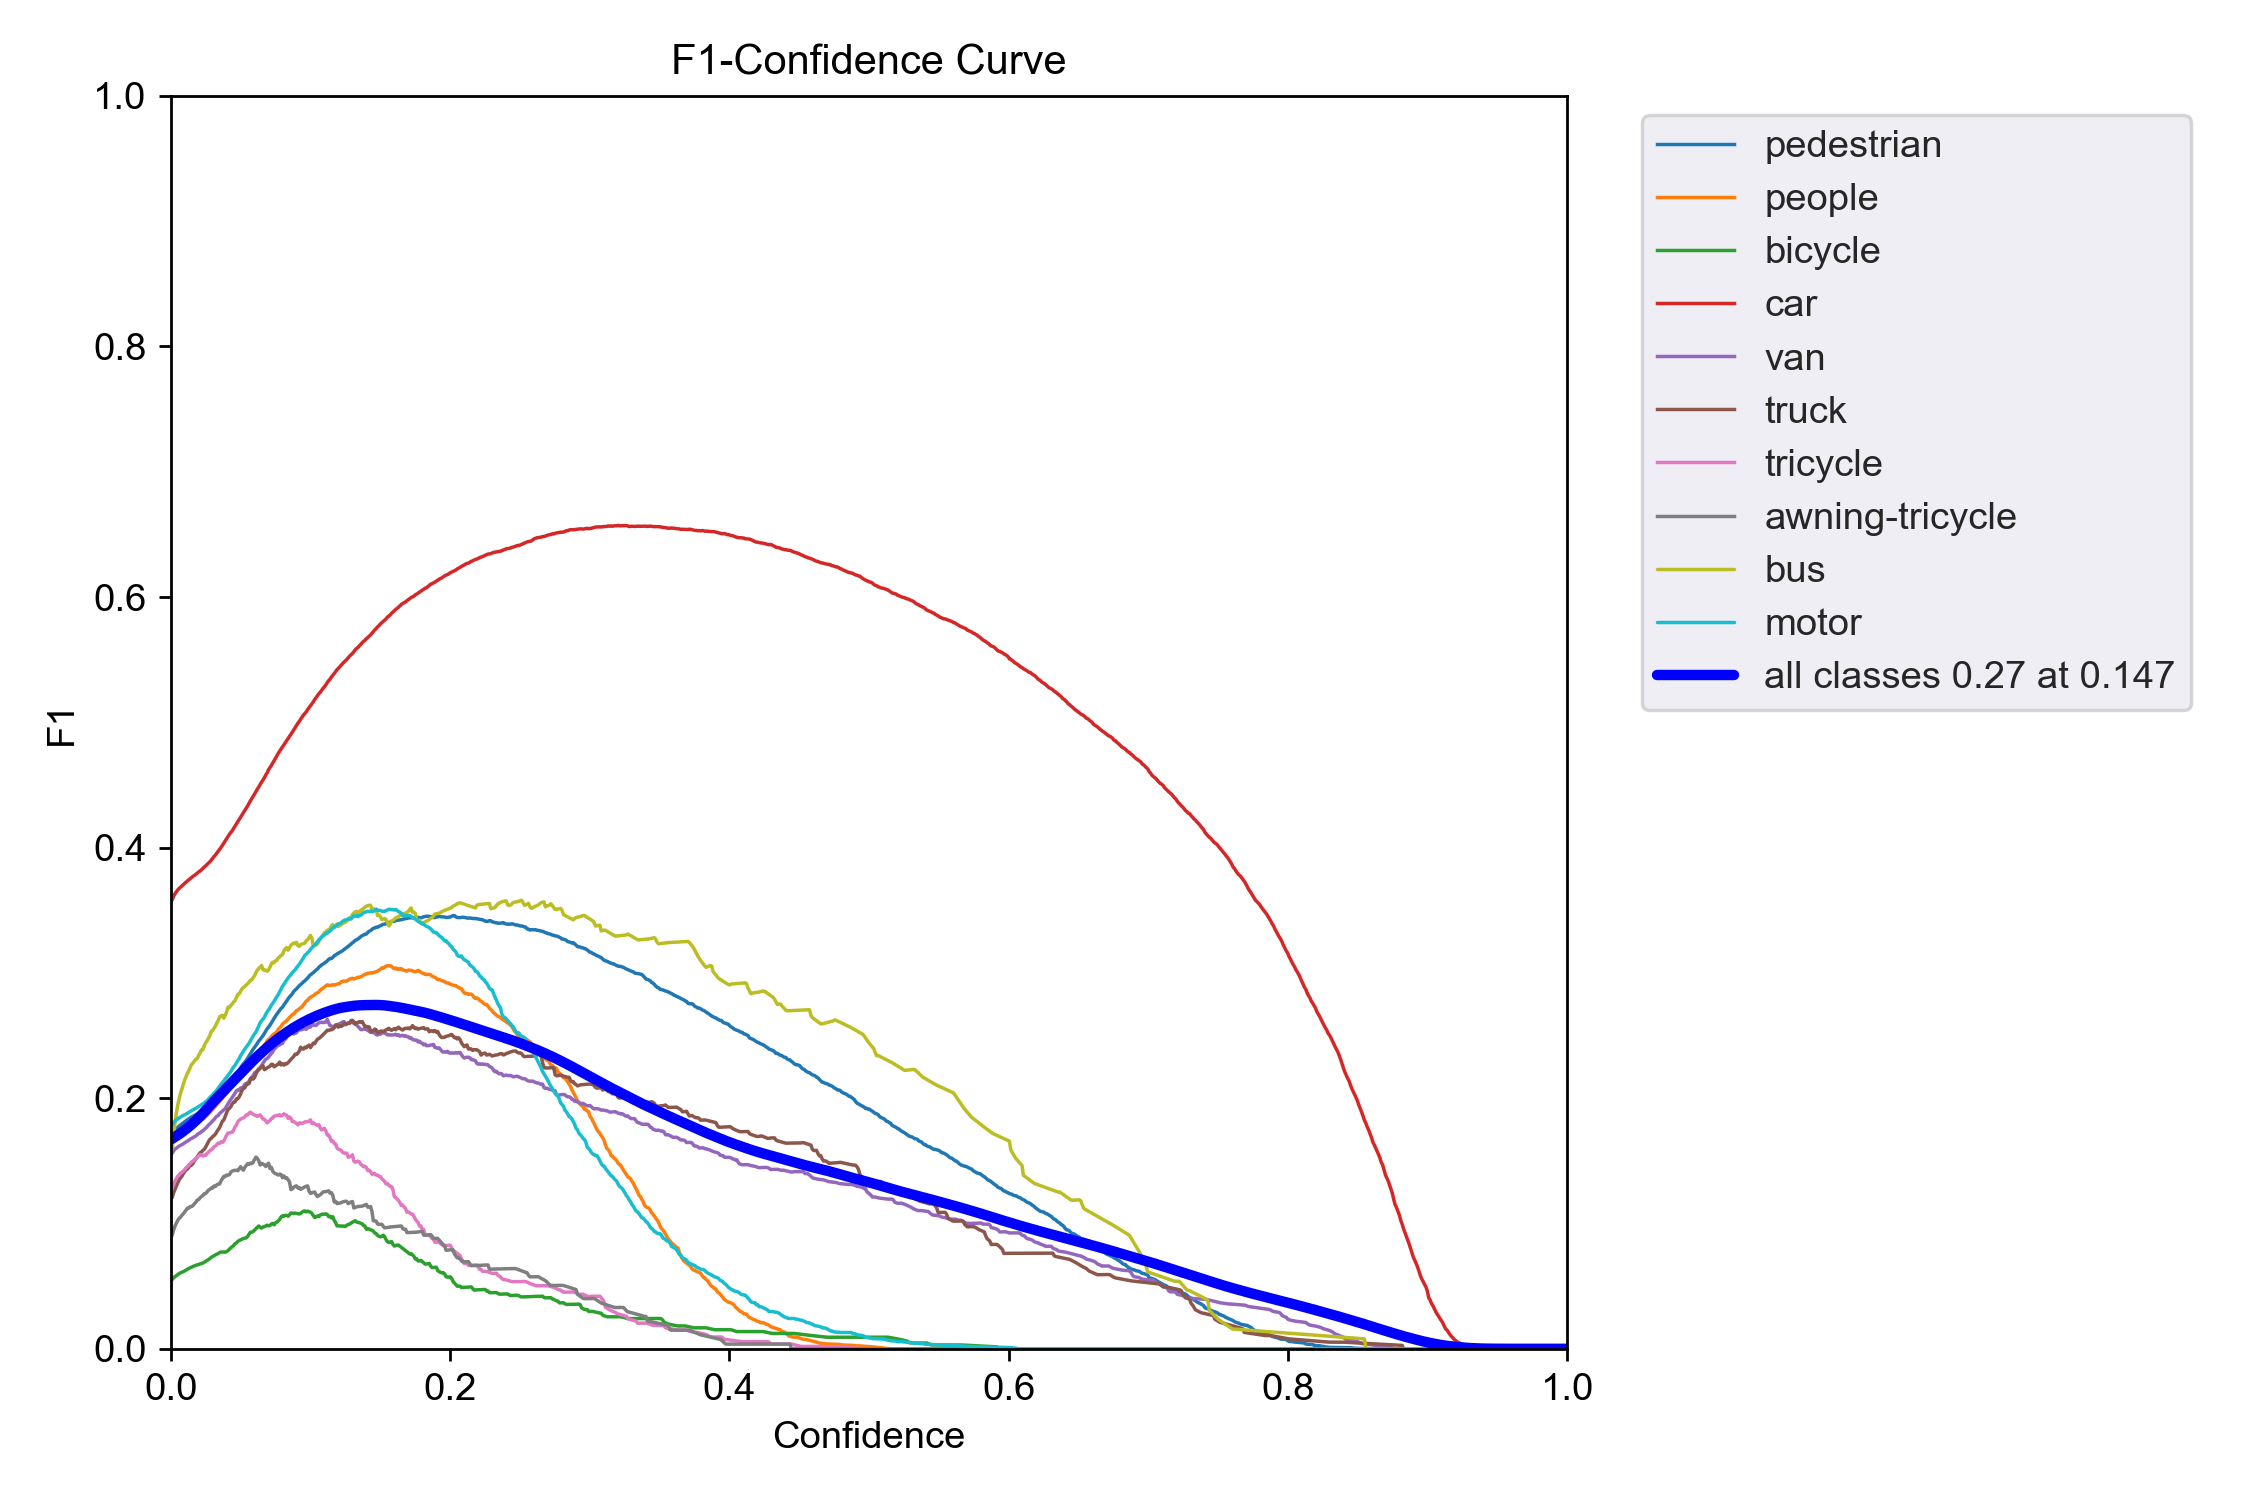 F1-Confidence Curve
1.0
0.8
0.6
0.4
0.2
0.0
F1
0.0 0.2 0.4 0.6 0.8 1.0
Confidence
pedestrian
people
bicycle
car
van
truck
tricycle
awning-tricycle
bus
motor
all classes 0.27 at 0.147